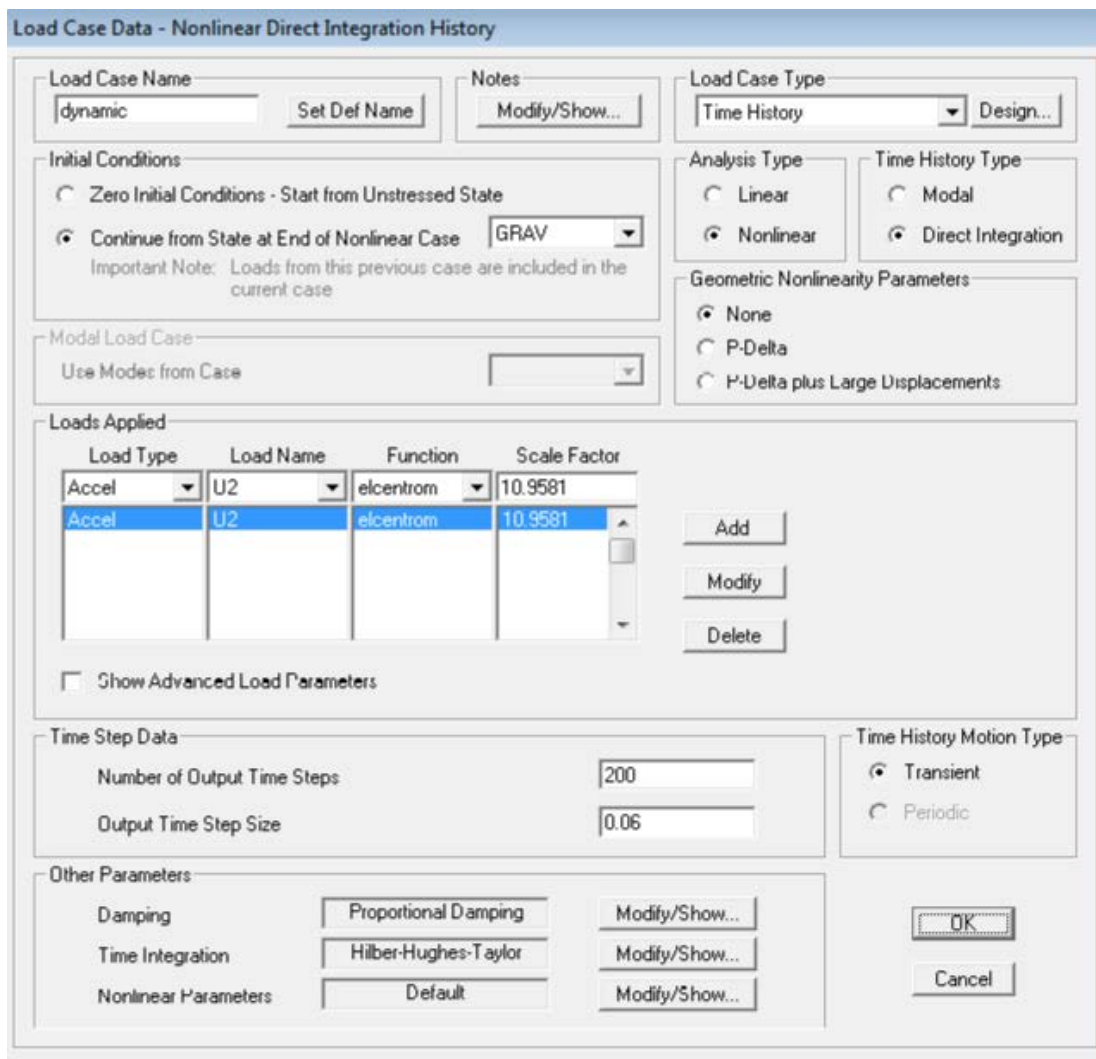 Load Case Data - Nonlinear Direct Integration History
Load Case Name
Notes
Load Case Type
dynamic
Set Def Name
Modify/Show...
Time History
Design...
Initial Conditions
Analysis Type
Time History Type
Zero Initial Conditions - Start from Unstressed State
Linear
Modal
Continue from State at End of Nonlinear Case
GRAV
Nonlinear
Direct Integration
Important Note: Loads from this previous case are included in the
current case
Geometric Nonlinearity Parameters
None
Modal Load Case
P-Delta
Use Modes from Case
P-Delta plus Large Displacements
Loads Applied
Load Type Load Name Function Scale Factor
Accel U2 elcentrom 10.9581
Accel U2 elcentrom 10.9581
Add
Modify
Delete
Show Advanced Load Parameters
Time Step Data
Time History Motion Type
Number of Output Time Steps 200
Transient
Output Time Step Size 0.06
Periodic
Other Parameters
Damping Proportional Damping Modify/Show...
OK
Time Integration Hilber-Hughes-Taylor Modify/Show...
Cancel
Nonlinear Parameters Default Modify/Show...